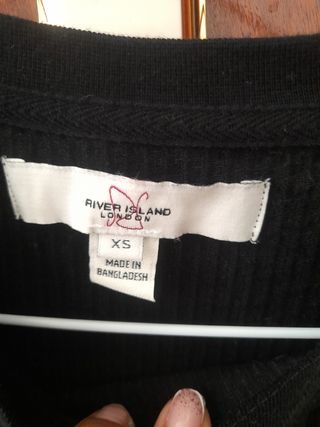 RIVER ISLAND
LONDON
XS
MADE IN
BANGLADESH